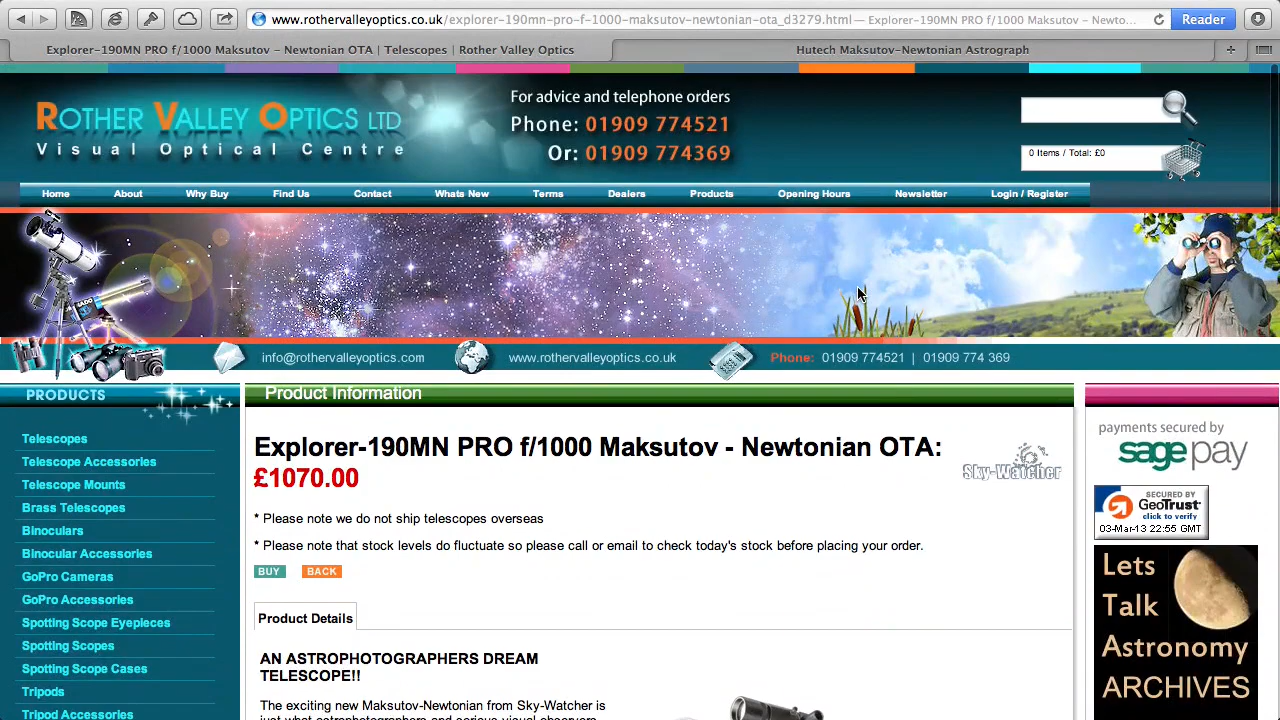 www.rothervalleyoptics.co.uk/explorer-190mn-pro-f-1000-maksutov-newtonian-ota_d3279.html — Explorer-190MN PRO f/1000 Maksutov – Newto...
Reader
Explorer-190MN PRO f/1000 Maksutov – Newtonian OTA | Telescopes | Rother Valley Optics
Hutech Maksutov-Newtonian Astrograph
ROTHER VALLEY OPTICS LTD
Visual Optical Centre
For advice and telephone orders
Phone: 01909 774521
Or: 01909 774369
0 Items / Total: £0
Home About Why Buy Find Us Contact Whats New Terms Dealers Products Opening Hours Newsletter Login / Register
info@rothervalleyoptics.com www.rothervalleyoptics.co.uk Phone: 01909 774521 | 01909 774 369
PRODUCTS
Telescopes
Telescope Accessories
Telescope Mounts
Brass Telescopes
Binoculars
Binocular Accessories
GoPro Cameras
GoPro Accessories
Spotting Scope Eyepieces
Spotting Scopes
Spotting Scope Cases
Tripods
Tripod Accessories
Product Information
Explorer-190MN PRO f/1000 Maksutov - Newtonian OTA:
£1070.00
Sky-Watcher
* Please note we do not ship telescopes overseas
* Please note that stock levels do fluctuate so please call or email to check today's stock before placing your order.
BUY BACK
Product Details
AN ASTROPHOTOGRAPHERS DREAM
TELESCOPE!!
The exciting new Maksutov-Newtonian from Sky-Watcher is
just what astrophotographers and serious visual observers
payments secured by
sage pay
SECURED BY
GeoTrust
click to verify
03-Mar-13 22:55 GMT
Lets
Talk
Astronomy
ARCHIVES